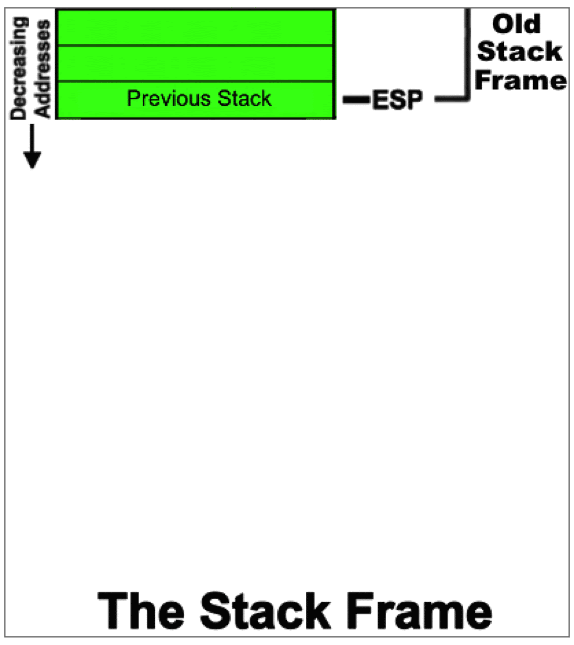 Decreasing
Addresses
Previous Stack
ESP
Old
Stack
Frame
The Stack Frame